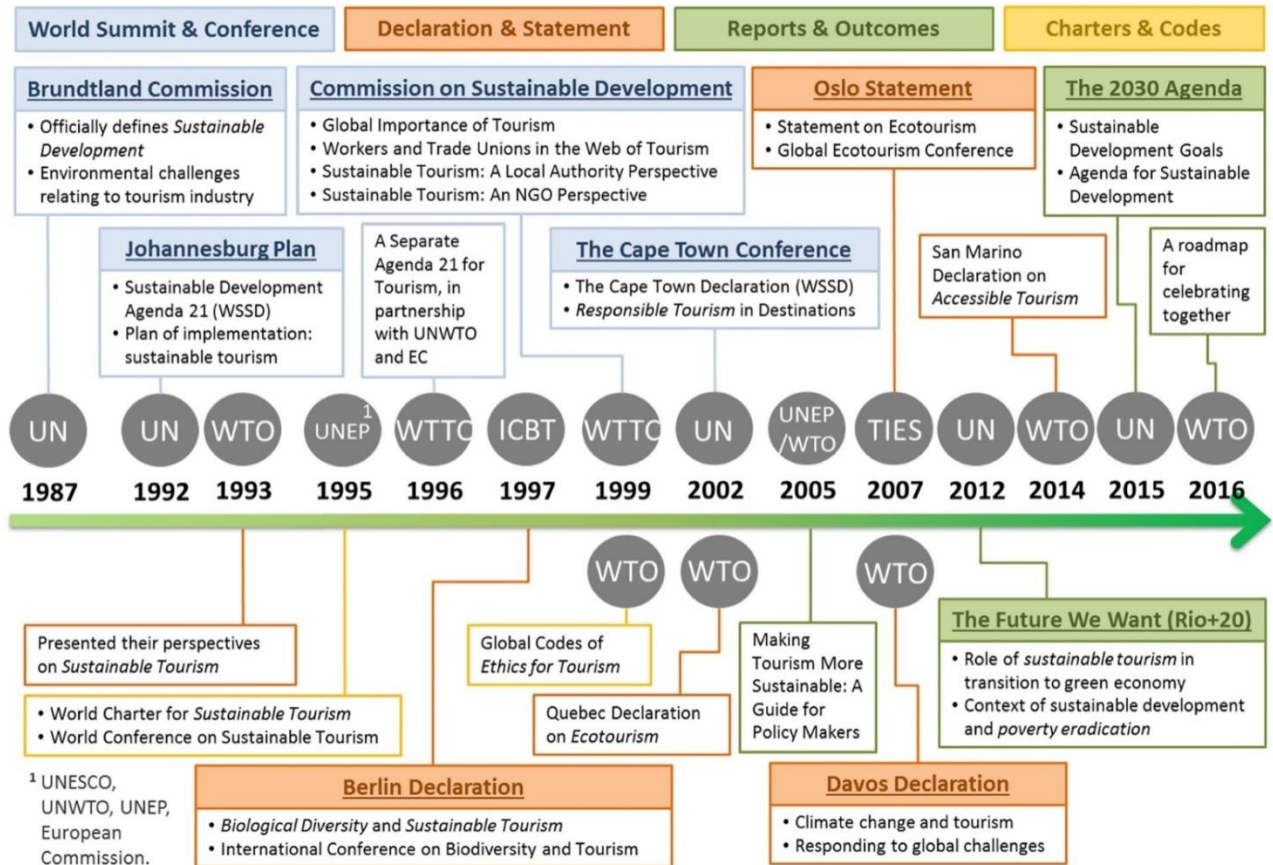 World Summit & Conference
Declaration & Statement
Reports & Outcomes
Charters & Codes
Brundtland Commission
• Officially defines Sustainable
Development
• Environmental challenges
relating to tourism industry
Commission on Sustainable Development
• Global Importance of Tourism
• Workers and Trade Unions in the Web of Tourism
• Sustainable Tourism: A Local Authority Perspective
• Sustainable Tourism: An NGO Perspective
Oslo Statement
• Statement on Ecotourism
• Global Ecotourism Conference
The 2030 Agenda
• Sustainable
Development Goals
• Agenda for Sustainable
Development
Johannesburg Plan
• Sustainable Development
Agenda 21 (WSSD)
• Plan of implementation:
sustainable tourism
A Separate
Agenda 21 for
Tourism, in
partnership
with UNWTO
and EC
The Cape Town Conference
• The Cape Town Declaration (WSSD)
• Responsible Tourism in Destinations
San Marino
Declaration on
Accessible Tourism
A roadmap
for
celebrating
together
UN
UN
WTO
UNEP 1
WTTC
ICBT
WTTC
UN
UNEP
/WTO
TIES
UN
WTO
UN
WTO
1987
1992
1993
1995
1996
1997
1999
2002
2005
2007
2012
2014
2015
2016
WTO
WTO
WTO
Presented their perspectives
on Sustainable Tourism
• World Charter for Sustainable Tourism
• World Conference on Sustainable Tourism
Global Codes of
Ethics for Tourism
Quebec Declaration
on Ecotourism
Making
Tourism More
Sustainable: A
Guide for
Policy Makers
The Future We Want (Rio+20)
• Role of sustainable tourism in
transition to green economy
• Context of sustainable development
and poverty eradication
1 UNESCO,
UNWTO, UNEP,
European
Commission.
Berlin Declaration
• Biological Diversity and Sustainable Tourism
• International Conference on Biodiversity and Tourism
Davos Declaration
• Climate change and tourism
• Responding to global challenges